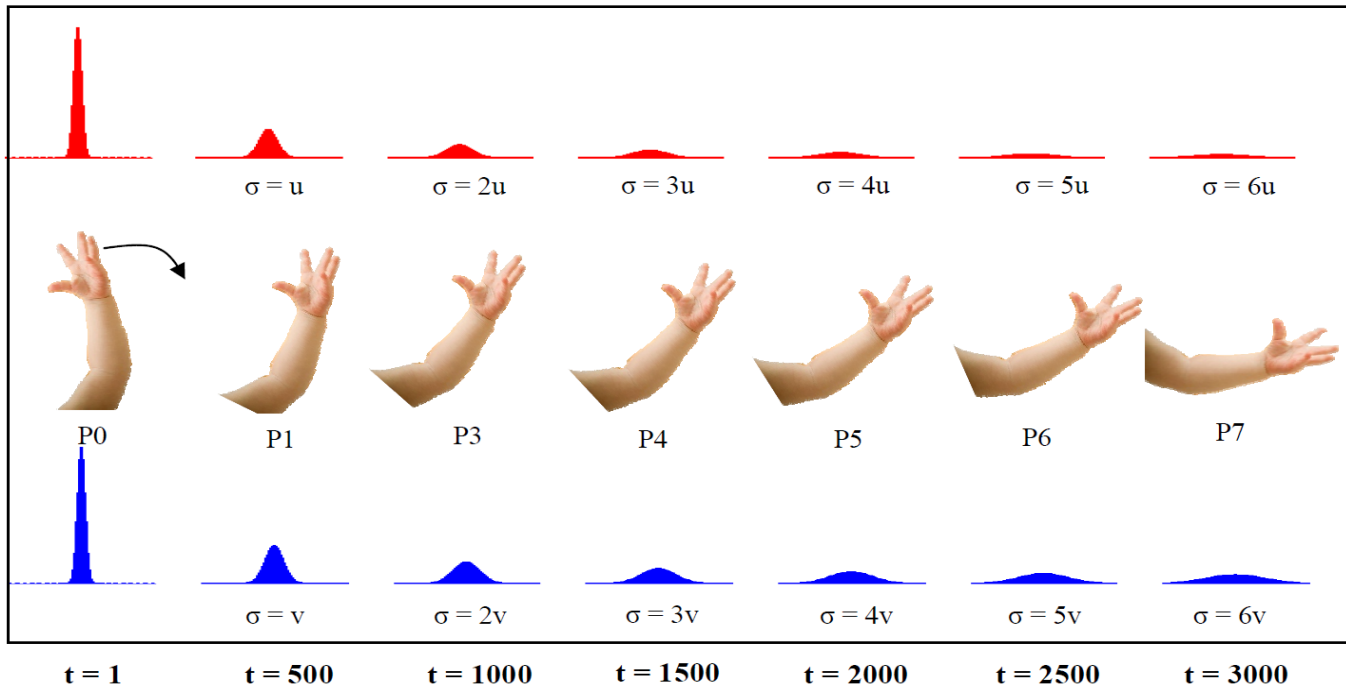 σ = u σ = 2u σ = 3u σ = 4u σ = 5u σ = 6u
P0 P1 P3 P4 P5 P6 P7
σ = v σ = 2v σ = 3v σ = 4v σ = 5v σ = 6v
t = 1 t = 500 t = 1000 t = 1500 t = 2000 t = 2500 t = 3000